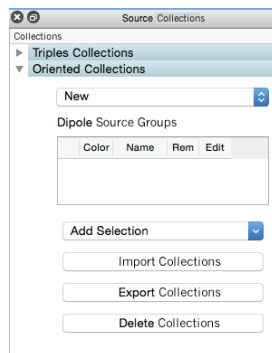 Source Collections
Collections
Triples Collections
Oriented Collections
New
Dipole Source Groups
Color Name Rem Edit
Add Selection
Import Collections
Export Collections
Delete Collections